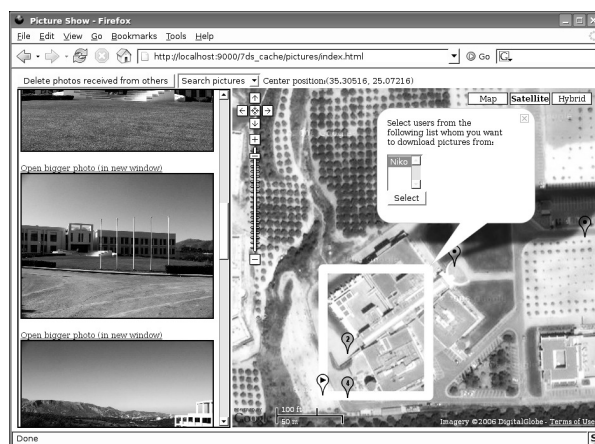 Picture Show - Firefox
File Edit View Go Bookmarks Tools Help
http://localhost:9000/7ds_cache/pictures/index.html
Go
Delete photos received from others
Search pictures
Center position:(35.30516, 25.07216)
Map
Satellite
Hybrid
Select users from the
following list whom you want
to download pictures from:
Niko
Select
Open bigger photo (in new window)
Open bigger photo (in new window)
2
4
100 ft
50 m
Imagery ©2006 DigitalGlobe - Terms of Use
Done